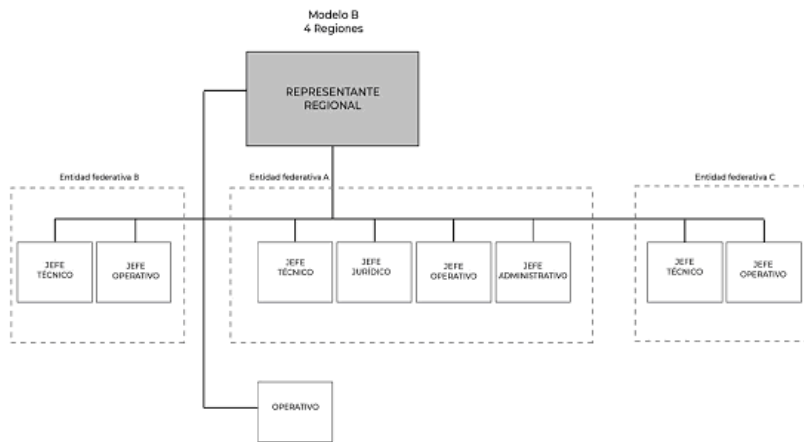 Modelo B
4 Regiones
REPRESENTANTE
REGIONAL
Entidad federativa B
Entidad federativa A
Entidad federativa C
JEFE
TÉCNICO
JEFE
OPERATIVO
JEFE
TÉCNICO
JEFE
JURÍDICO
JEFE
OPERATIVO
JEFE
ADMINISTRATIVO
JEFE
TÉCNICO
JEFE
OPERATIVO
OPERATIVO